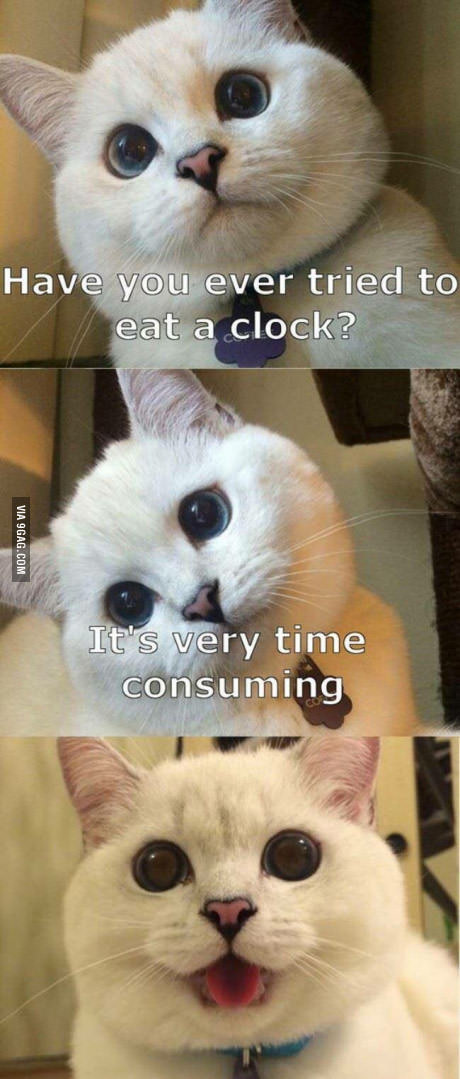 Have you ever tried to
eat a clock?
VIA 9GAG.COM
It's very time
consuming